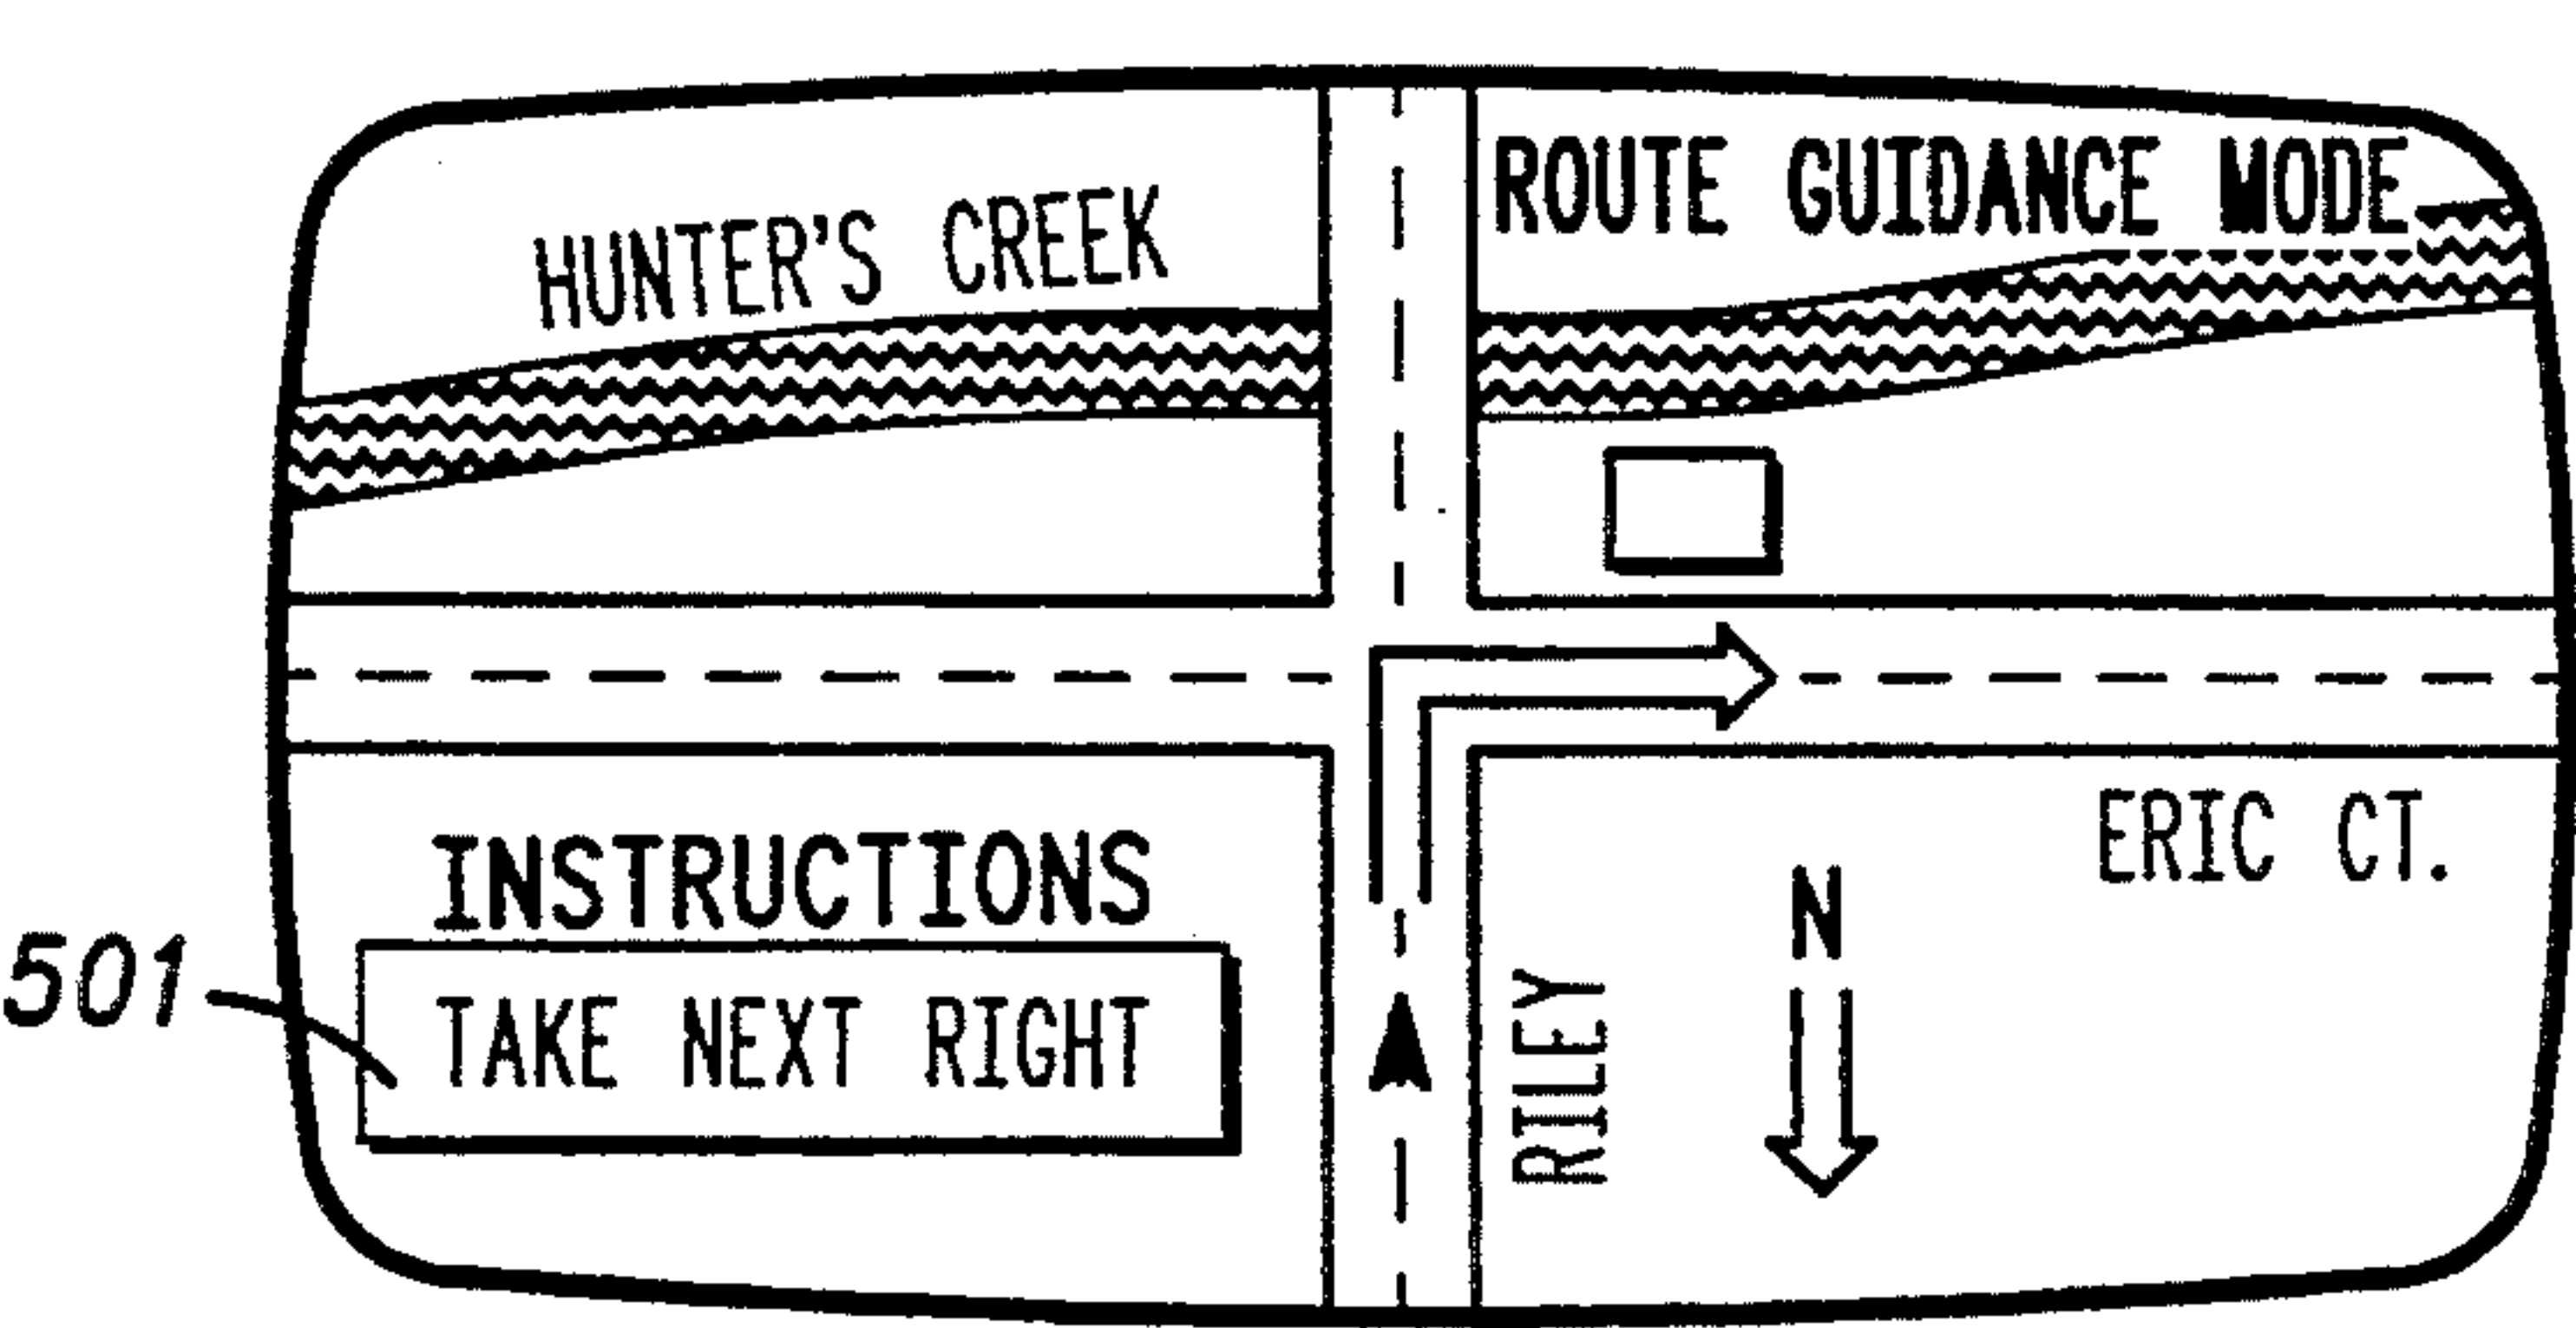 ROUTE GUIDANCE MODE
HUNTER'S CREEK
ERIC CT.
INSTRUCTIONS
N
501
TAKE NEXT RIGHT
RILEY